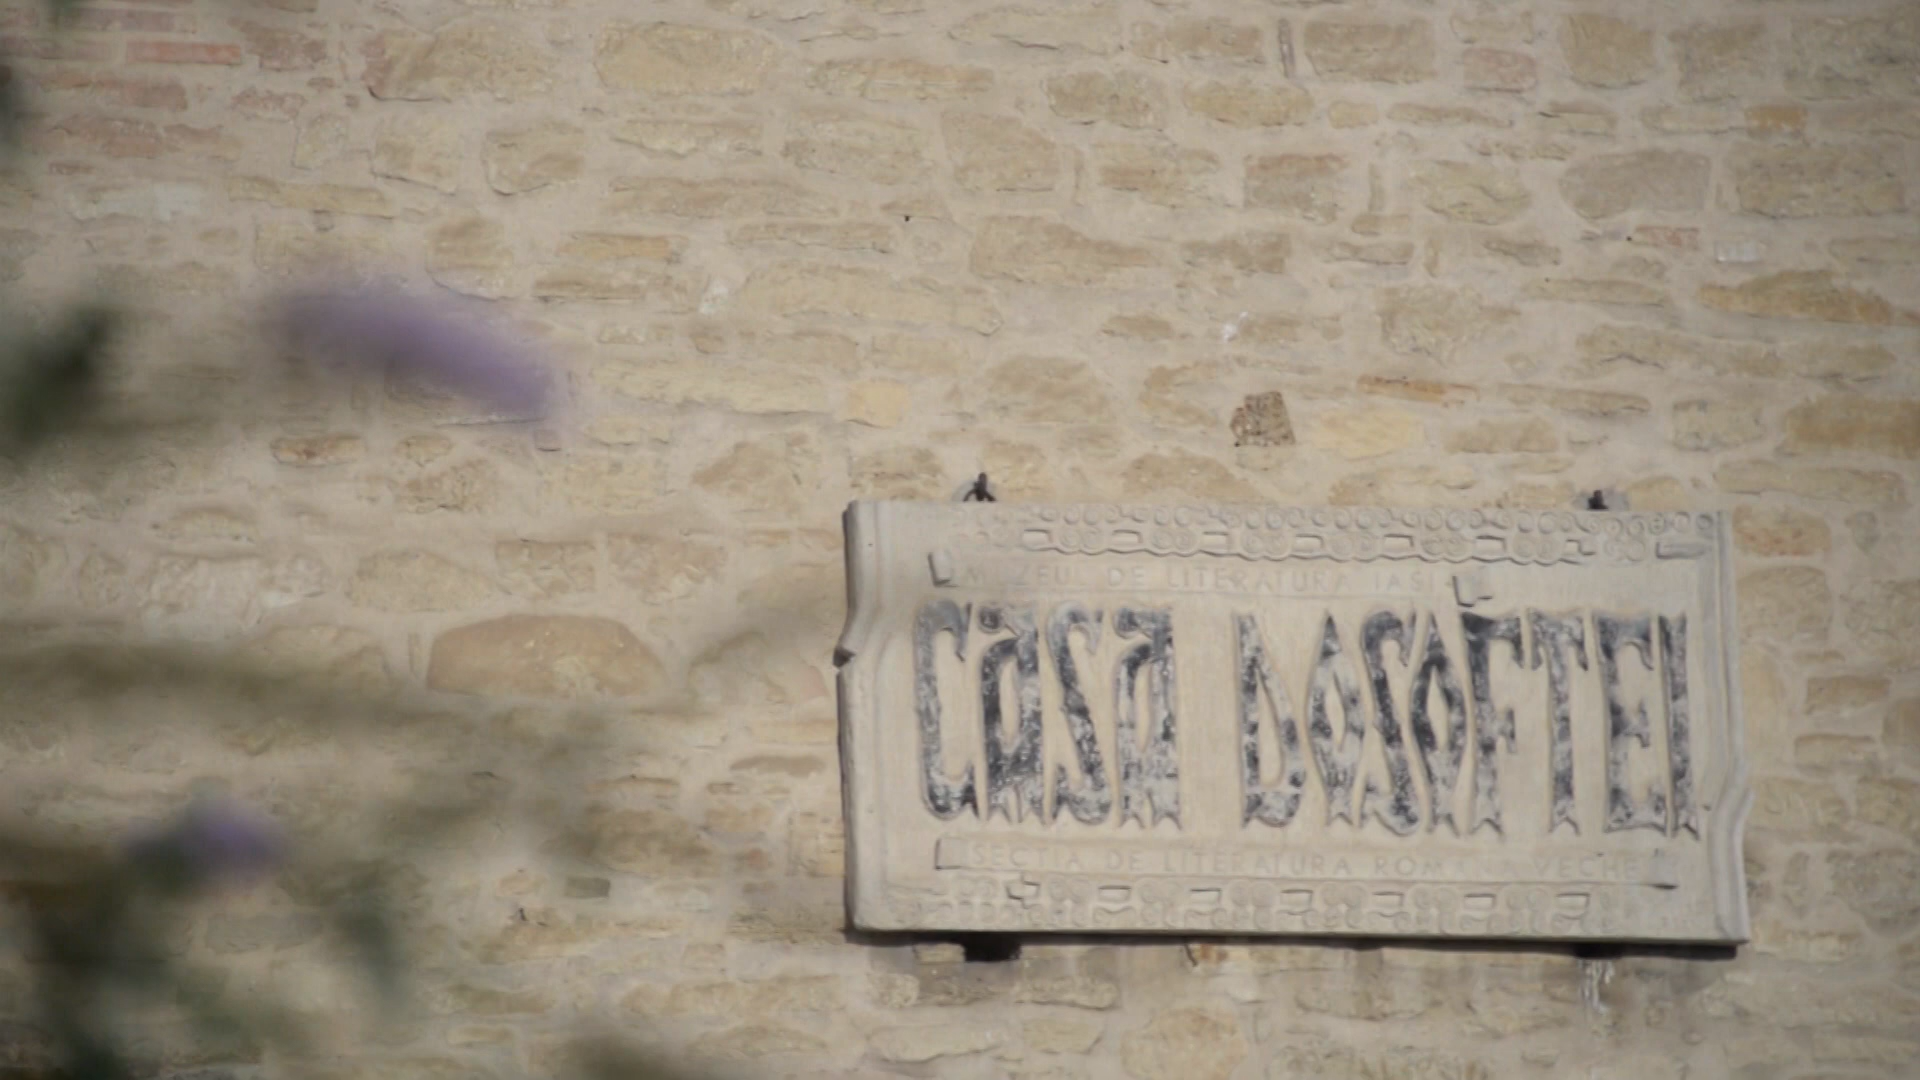 MUZEUL DE LITERATURA IASI
CaSa DOSOFTEI
SECTIA DE LITERATURA ROMANA VECHE